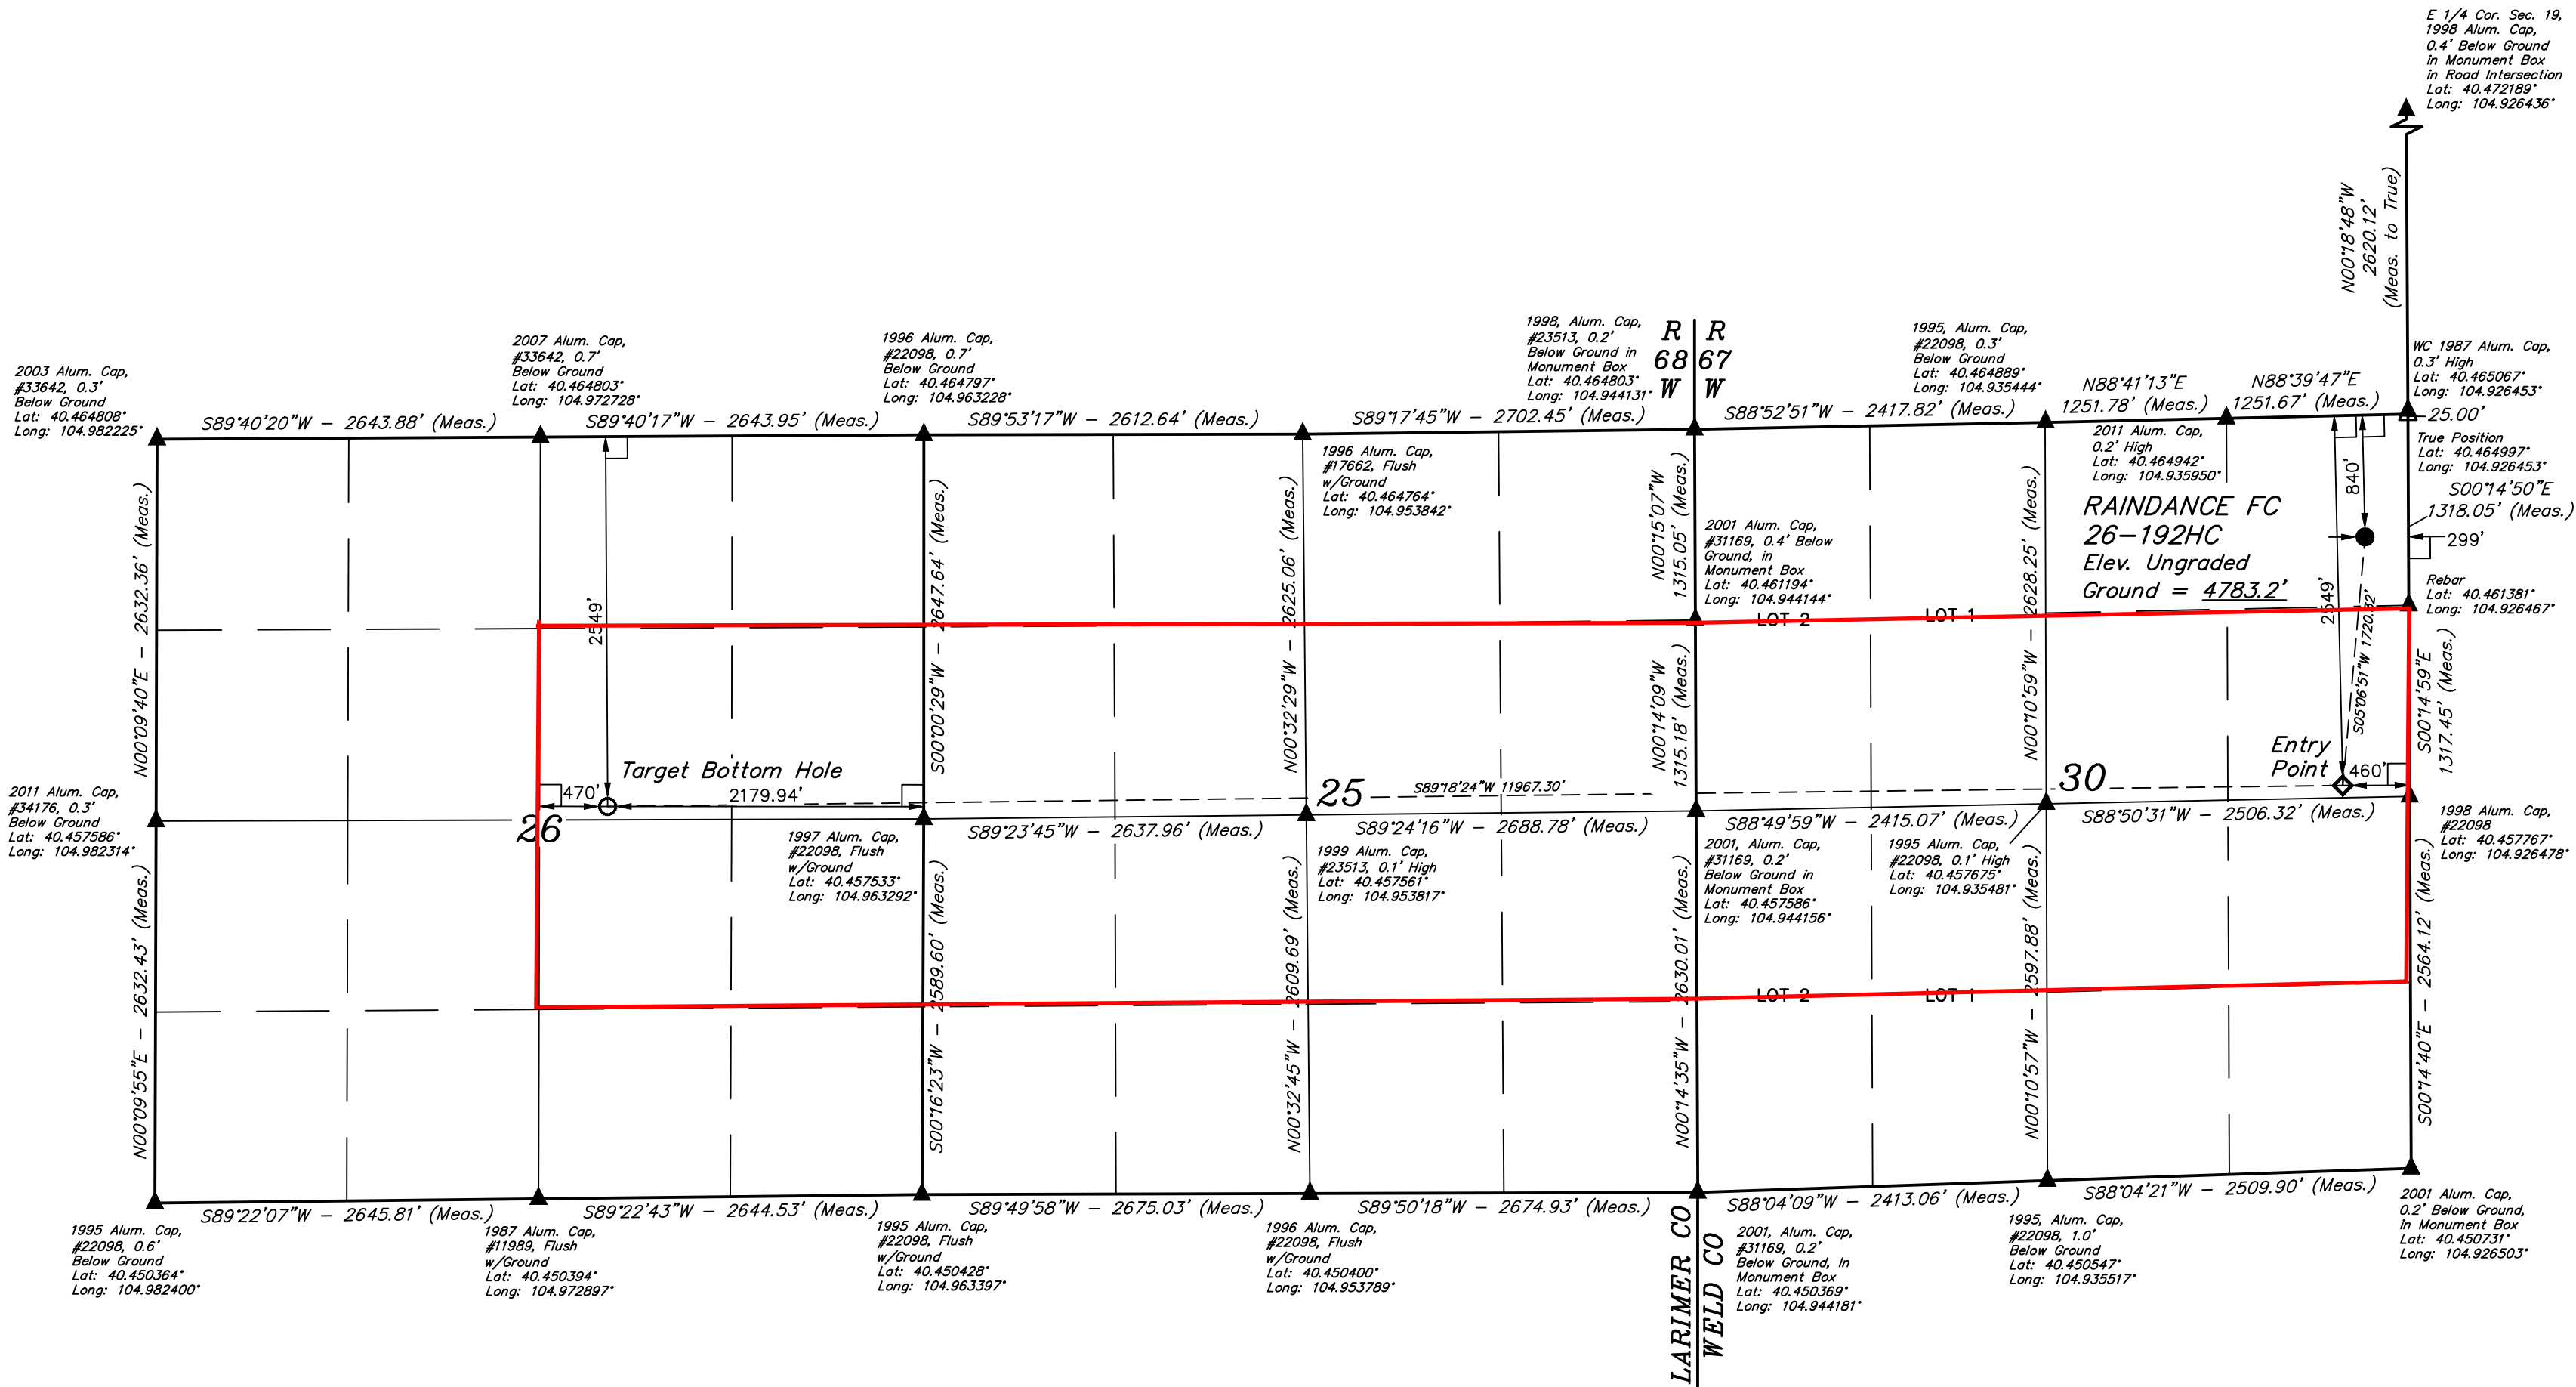 E 1/4 Cor. Sec. 19,
1998 Alum. Cap,
0.4' Below Ground
in Monument Box
in Road Intersection
Lat: 40.472189°
Long: 104.926436°
N00°18'48"W
2620.12'
(Meas. to True)
2003 Alum. Cap,
#33642, 0.3'
Below Ground
Lat: 40.464808°
Long: 104.982225°
2007 Alum. Cap,
#33642, 0.7'
Below Ground
Lat: 40.464803°
Long: 104.972728°
1996 Alum. Cap,
#22098, 0.7'
Below Ground
Lat: 40.464797°
Long: 104.963228°
1998, Alum. Cap,
#23513, 0.2'
Below Ground in
Monument Box
Lat: 40.464803°
Long: 104.944131°
R R
68 67
W W
1995, Alum. Cap,
#22098, 0.3'
Below Ground
Lat: 40.464889°
Long: 104.935444°
WC 1987 Alum. Cap,
0.3' High
Lat: 40.465067°
Long: 104.926453°
S89°40'20"W – 2643.88' (Meas.)
S89°40'17"W – 2643.95' (Meas.)
S89°53'17"W – 2612.64' (Meas.)
S89°17'45"W – 2702.45' (Meas.)
S88°52'51"W – 2417.82' (Meas.)
N88°41'13"E
1251.78' (Meas.)
N88°39'47"E
1251.67' (Meas.)
25.00'
True Position
Lat: 40.464997°
Long: 104.926453°
S00°14'50"E
1318.05' (Meas.)
299'
Rebar
Lat: 40.461381°
Long: 104.926467°
1996 Alum. Cap,
#17662, Flush
w/Ground
Lat: 40.464764°
Long: 104.953842°
2011 Alum. Cap,
0.2' High
Lat: 40.464942°
Long: 104.935950°
RAINDANCE FC
26–192HC
Elev. Ungraded
Ground = 4783.2'
840'
2549'
S05°06'51"W 1720.32'
2001 Alum. Cap,
#31169, 0.4' Below
Ground, in
Monument Box
Lat: 40.461194°
Long: 104.944144°
N00°09'40"E – 2632.36' (Meas.)
2549'
S00°00'29"W – 2647.64' (Meas.)
N00°32'29"W – 2625.06' (Meas.)
N00°15'07"W
1315.05' (Meas.)
N00°14'09"W
1315.18' (Meas.)
N00°10'59"W – 2628.25' (Meas.)
LOT 2
LOT 1
S00°14'59"E
1317.45' (Meas.)
Entry
Point
460'
Target Bottom Hole
470'
2179.94'
26
25
S89°18'24"W 11967.30'
30
2011 Alum. Cap,
#34176, 0.3'
Below Ground
Lat: 40.457586°
Long: 104.982314°
1997 Alum. Cap,
#22098, Flush
w/Ground
Lat: 40.457533°
Long: 104.963292°
S89°23'45"W – 2637.96' (Meas.)
S89°24'16"W – 2688.78' (Meas.)
S88°49'59"W – 2415.07' (Meas.)
S88°50'31"W – 2506.32' (Meas.)
1999 Alum. Cap,
#23513, 0.1' High
Lat: 40.457561°
Long: 104.953817°
2001, Alum. Cap,
#31169, 0.2'
Below Ground in
Monument Box
Lat: 40.457586°
Long: 104.944156°
1995 Alum. Cap,
#22098, 0.1' High
Lat: 40.457675°
Long: 104.935481°
1998 Alum. Cap,
#22098
Lat: 40.457767°
Long: 104.926478°
N00°09'55"E – 2632.43' (Meas.)
S00°16'23"W – 2589.60' (Meas.)
N00°32'45"W – 2609.69' (Meas.)
N00°14'35"W – 2630.01' (Meas.)
N00°10'57"W – 2597.88' (Meas.)
S00°14'40"E – 2564.12' (Meas.)
LOT 2
LOT 1
S89°22'07"W – 2645.81' (Meas.)
S89°22'43"W – 2644.53' (Meas.)
S89°49'58"W – 2675.03' (Meas.)
S89°50'18"W – 2674.93' (Meas.)
S88°04'09"W – 2413.06' (Meas.)
S88°04'21"W – 2509.90' (Meas.)
1995 Alum. Cap,
#22098, 0.6'
Below Ground
Lat: 40.450364°
Long: 104.982400°
1987 Alum. Cap,
#11989, Flush
w/Ground
Lat: 40.450394°
Long: 104.972897°
1995 Alum. Cap,
#22098, Flush
w/Ground
Lat: 40.450428°
Long: 104.963397°
1996 Alum. Cap,
#22098, Flush
w/Ground
Lat: 40.450400°
Long: 104.953789°
LARIMER CO
WELD CO
2001, Alum. Cap,
#31169, 0.2'
Below Ground, In
Monument Box
Lat: 40.450369°
Long: 104.944181°
1995, Alum. Cap,
#22098, 1.0'
Below Ground
Lat: 40.450547°
Long: 104.935517°
2001 Alum. Cap,
0.2' Below Ground,
in Monument Box
Lat: 40.450731°
Long: 104.926503°